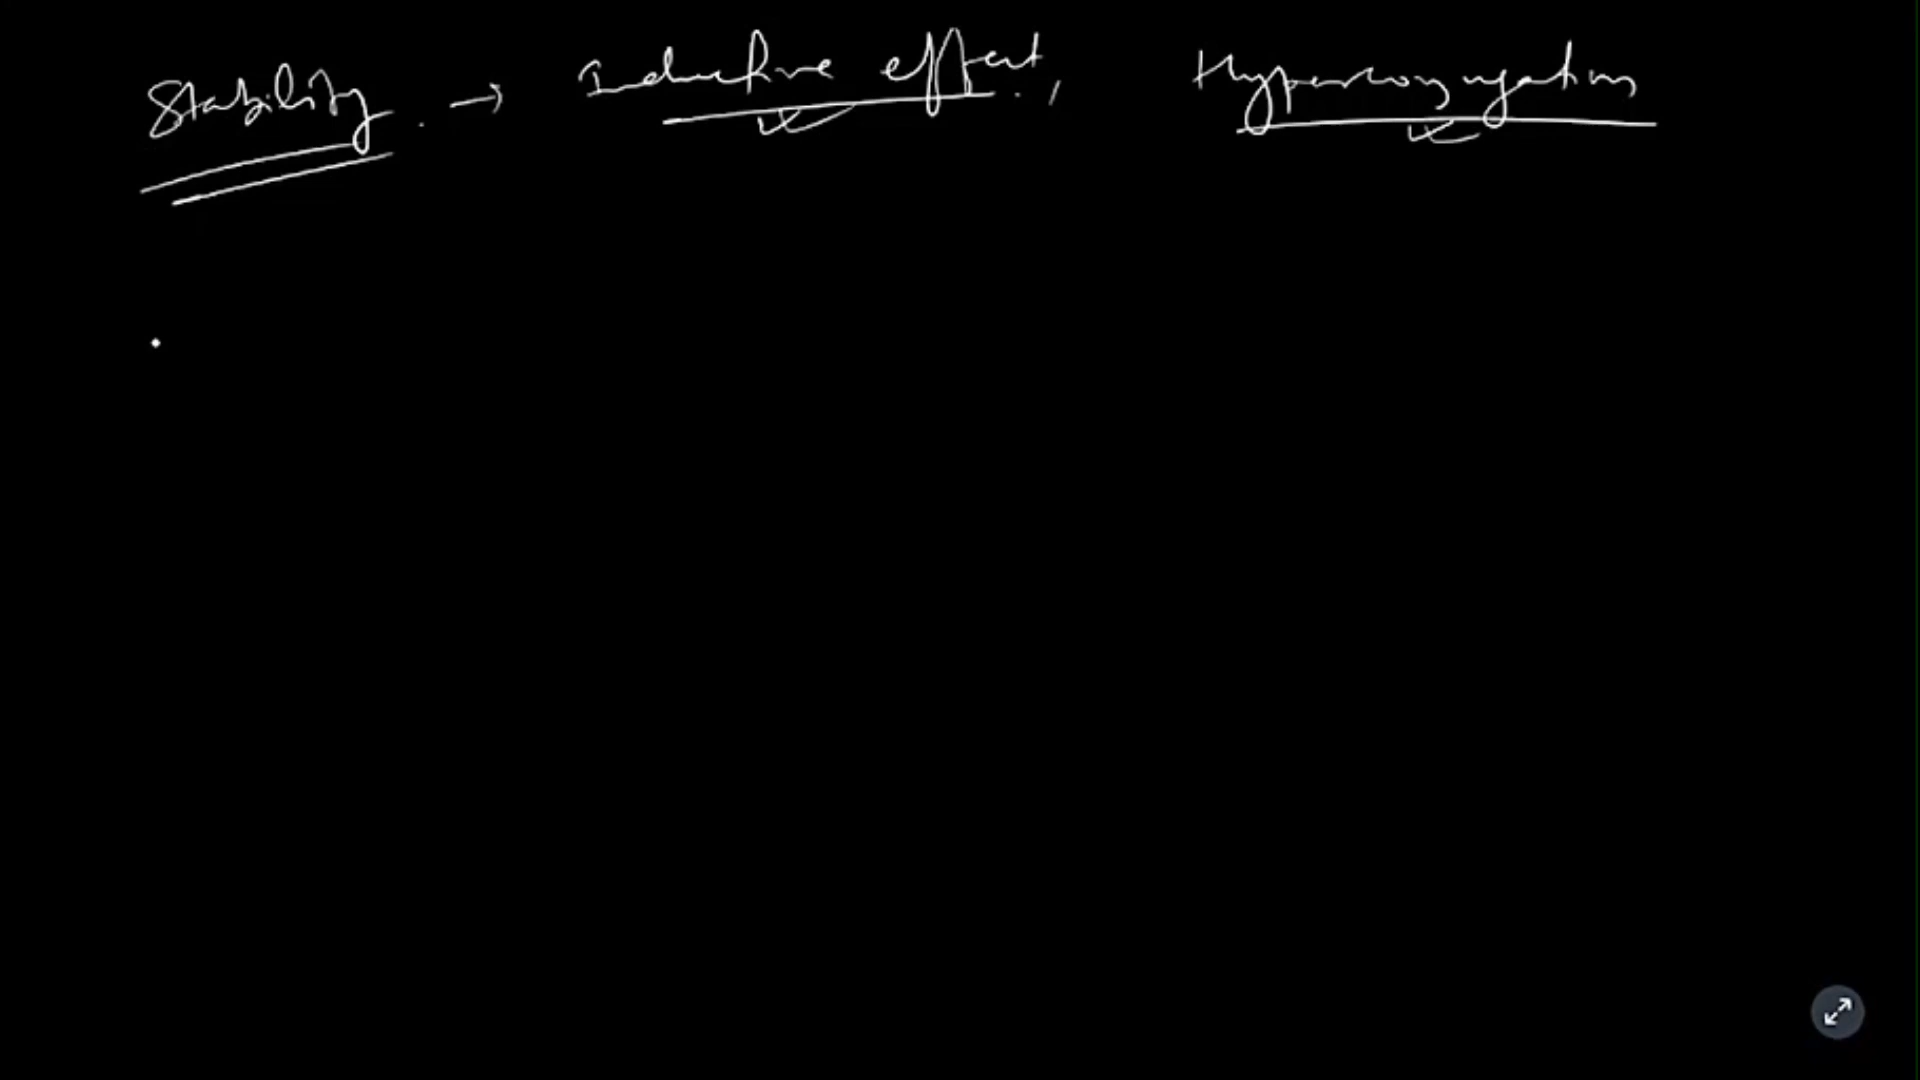 Stability. → Inductive effect, Hyperconjugation